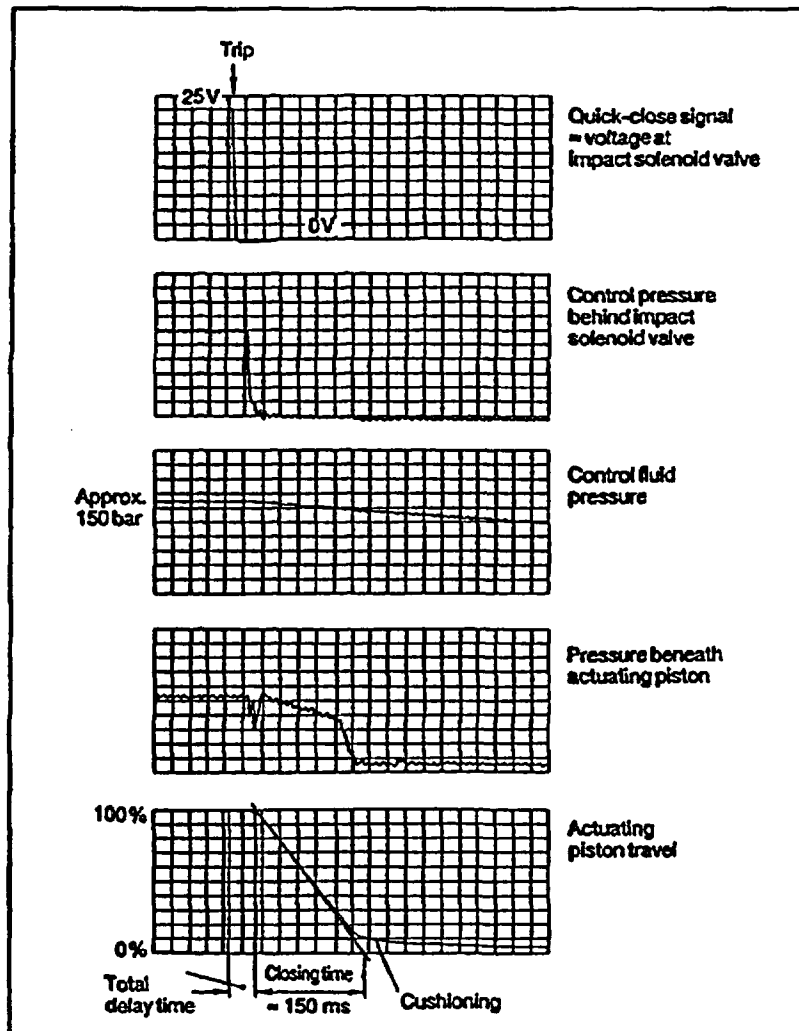 Trip
25V
Quick-close signal
= voltage at
impact solenoid valve
0V
Control pressure
behind impact
solenoid valve
Approx.
150 bar
Control fluid
pressure
Pressure beneath
actuating piston
100%
Actuating
piston travel
0%
Total
delay time
Closing time
≈ 150 ms
Cushioning